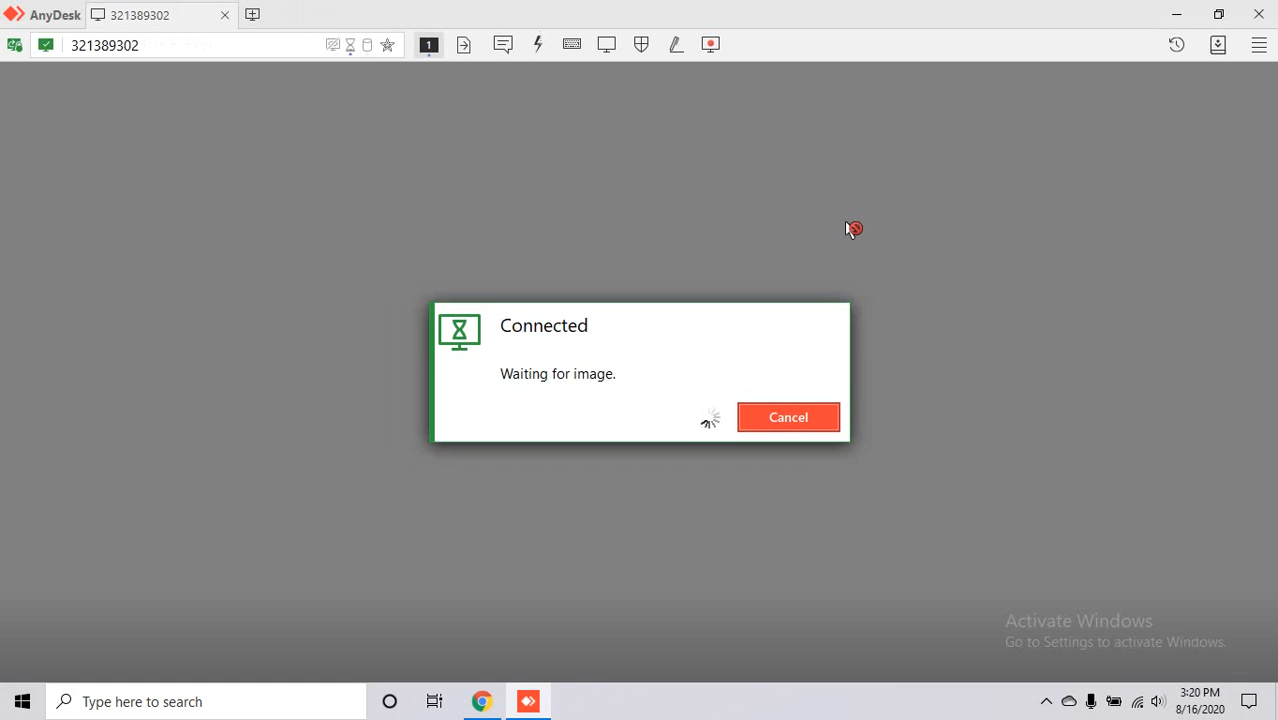 AnyDesk
321389302
321389302
1
Connected
Waiting for image.
Cancel
Activate Windows
Go to Settings to activate Windows.
Type here to search
3:20 PM
8/16/2020